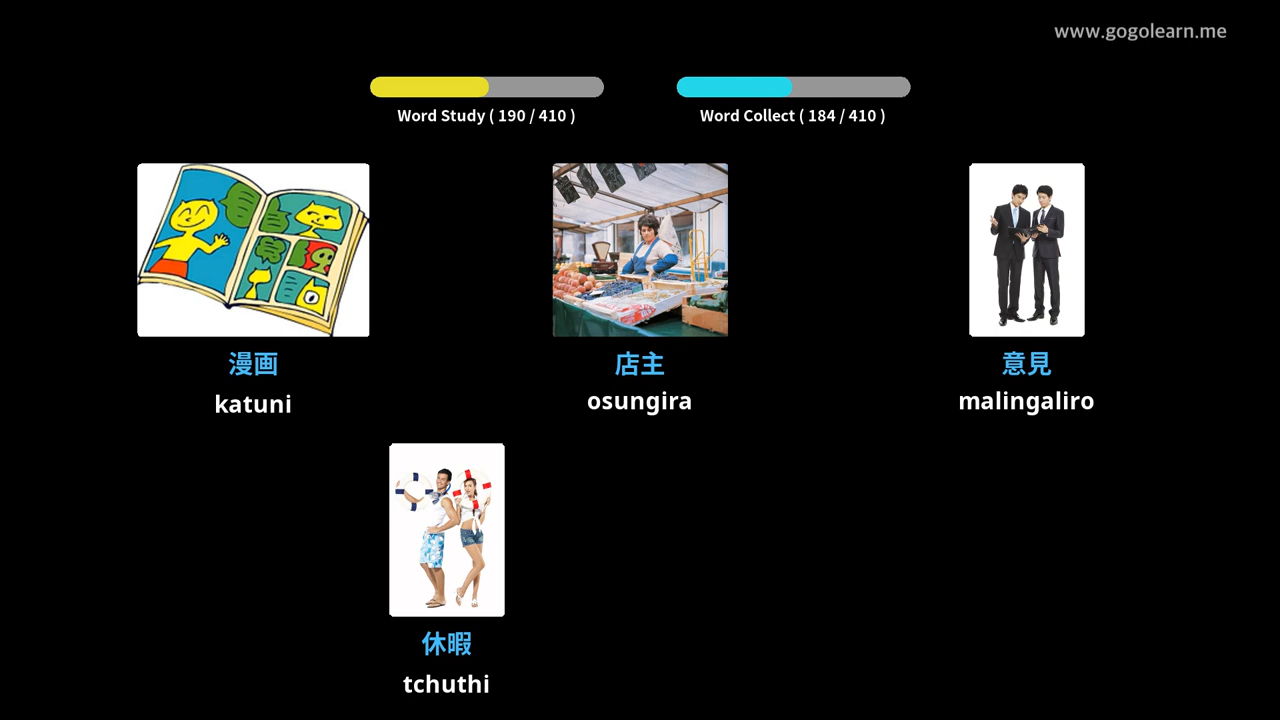 www.gogolearn.me
Word Study ( 190 / 410 )
Word Collect ( 184 / 410 )
漫画
katuni
店主
osungira
意見
malingaliro
休暇
tchuthi